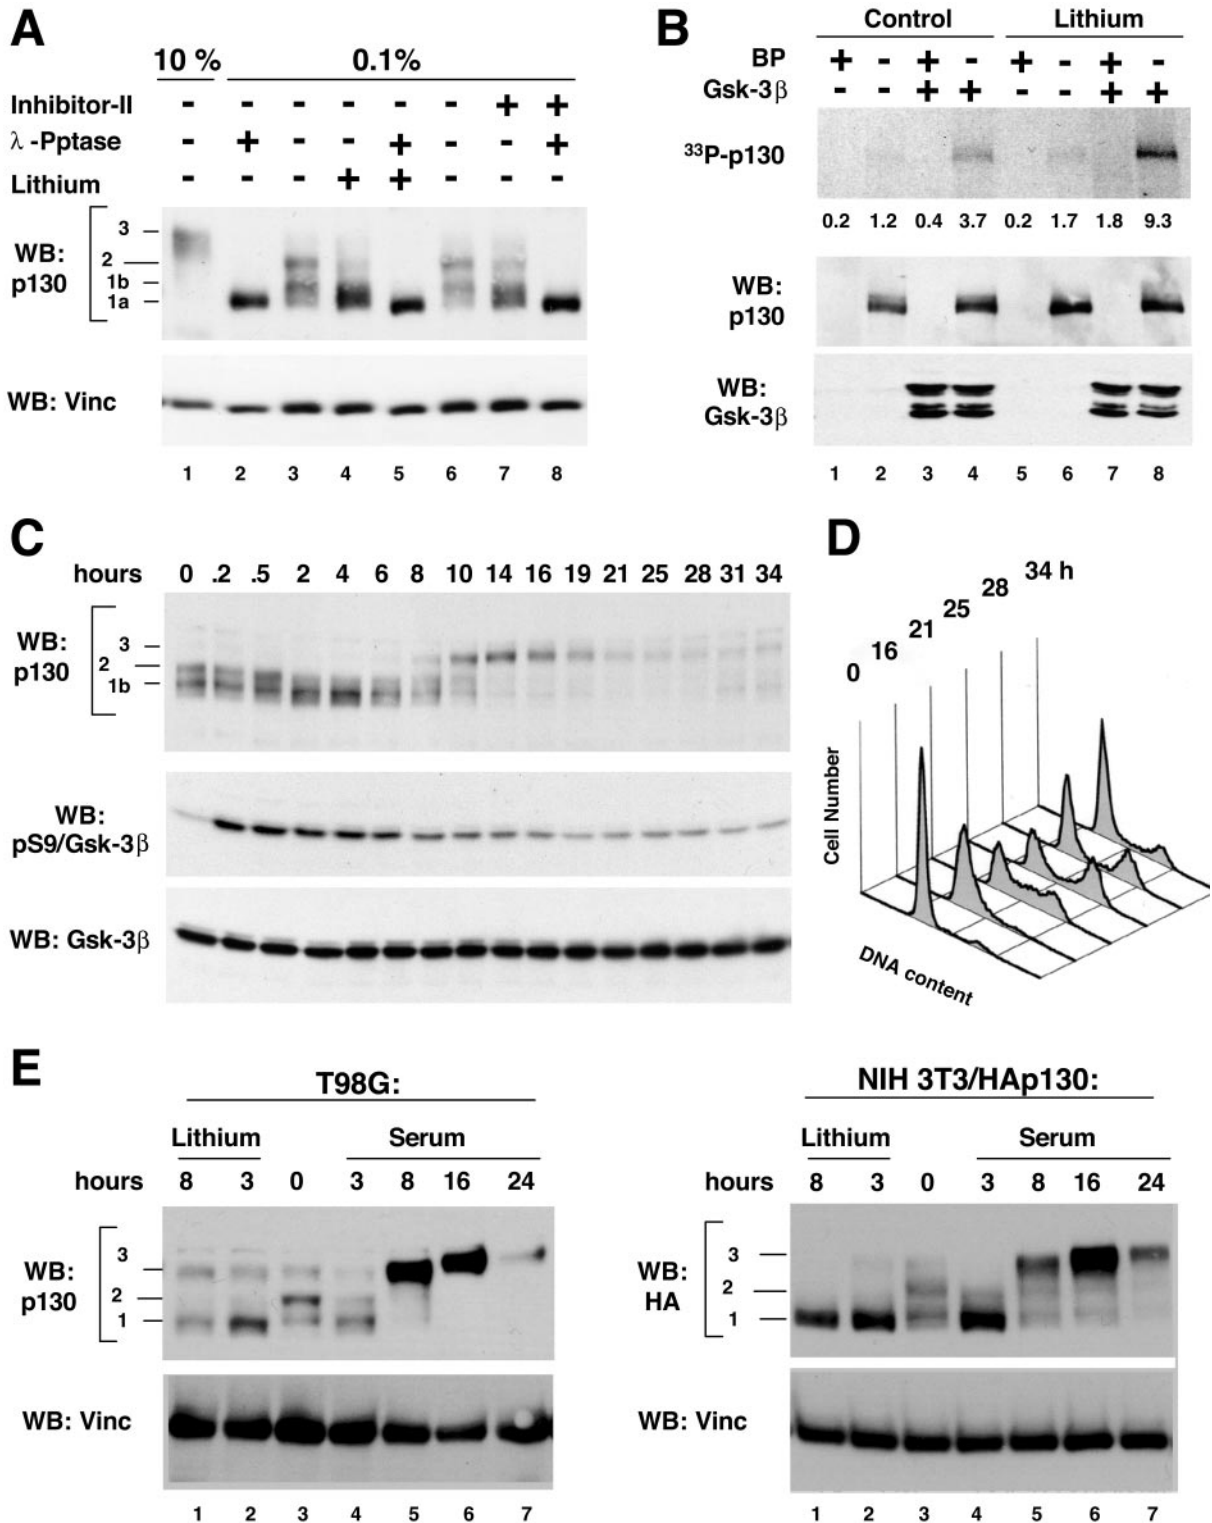 A
10 % 0.1%
Inhibitor-II - - - - - - + +
λ -Pptase - + - - + - - +
Lithium - - - + + - - -
WB: p130
3
2
1b
1a
WB: Vinc
1 2 3 4 5 6 7 8
B
Control Lithium
BP + - + - + - + -
Gsk-3β - - + + - - + +
³³P-p130
0.2 1.2 0.4 3.7 0.2 1.7 1.8 9.3
WB:
p130
WB:
Gsk-3β
1 2 3 4 5 6 7 8
C
hours 0 .2 .5 2 4 6 8 10 14 16 19 21 25 28 31 34
WB:
p130
3
2
1b
WB:
pS9/Gsk-3β
WB: Gsk-3β
D
0 16 21 25 28 34 h
Cell Number
DNA content
E
T98G:
Lithium Serum
hours 8 3 0 3 8 16 24
WB:
p130
3
2
1
WB: Vinc
1 2 3 4 5 6 7
NIH 3T3/HAp130:
Lithium Serum
hours 8 3 0 3 8 16 24
WB:
HA
3
2
1
WB: Vinc
1 2 3 4 5 6 7